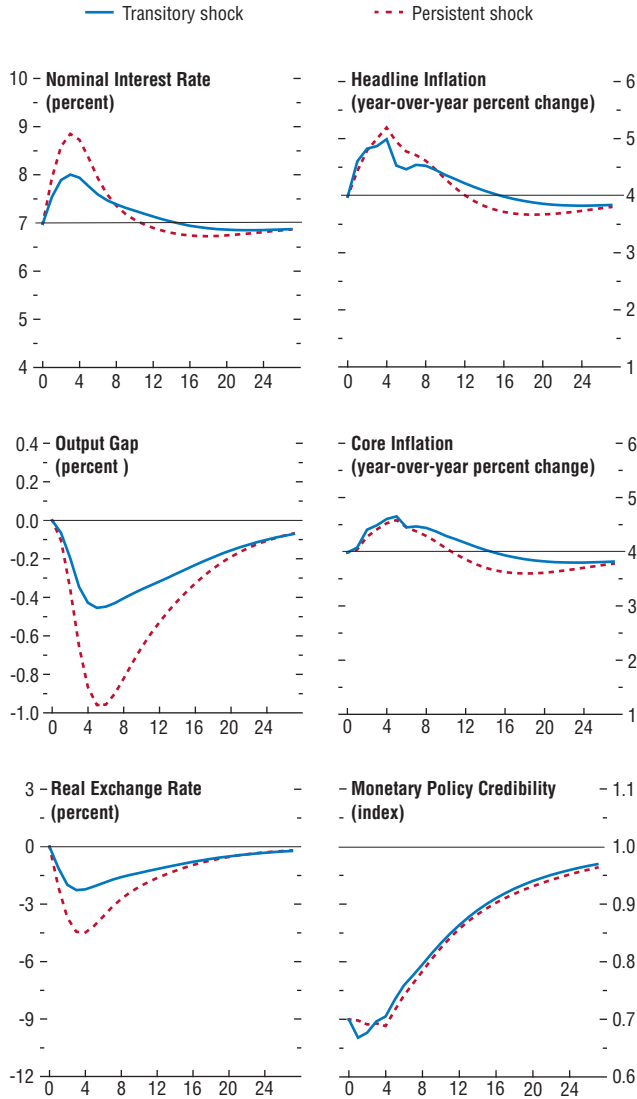 Transitory shock
Persistent shock
Nominal Interest Rate
(percent)
10
9
8
7
6
5
4
0 4 8 12 16 20 24
Headline Inflation
(year-over-year percent change)
6
5
4
3
2
1
0 4 8 12 16 20 24
Output Gap
(percent )
0.4
0.2
0.0
-0.2
-0.4
-0.6
-0.8
-1.0
0 4 8 12 16 20 24
Core Inflation
(year-over-year percent change)
6
5
4
3
2
1
0 4 8 12 16 20 24
Real Exchange Rate
(percent)
3
0
-3
-6
-9
-12
0 4 8 12 16 20 24
Monetary Policy Credibility
(index)
1.1
1.0
0.9
0.8
0.7
0.6
0 4 8 12 16 20 24